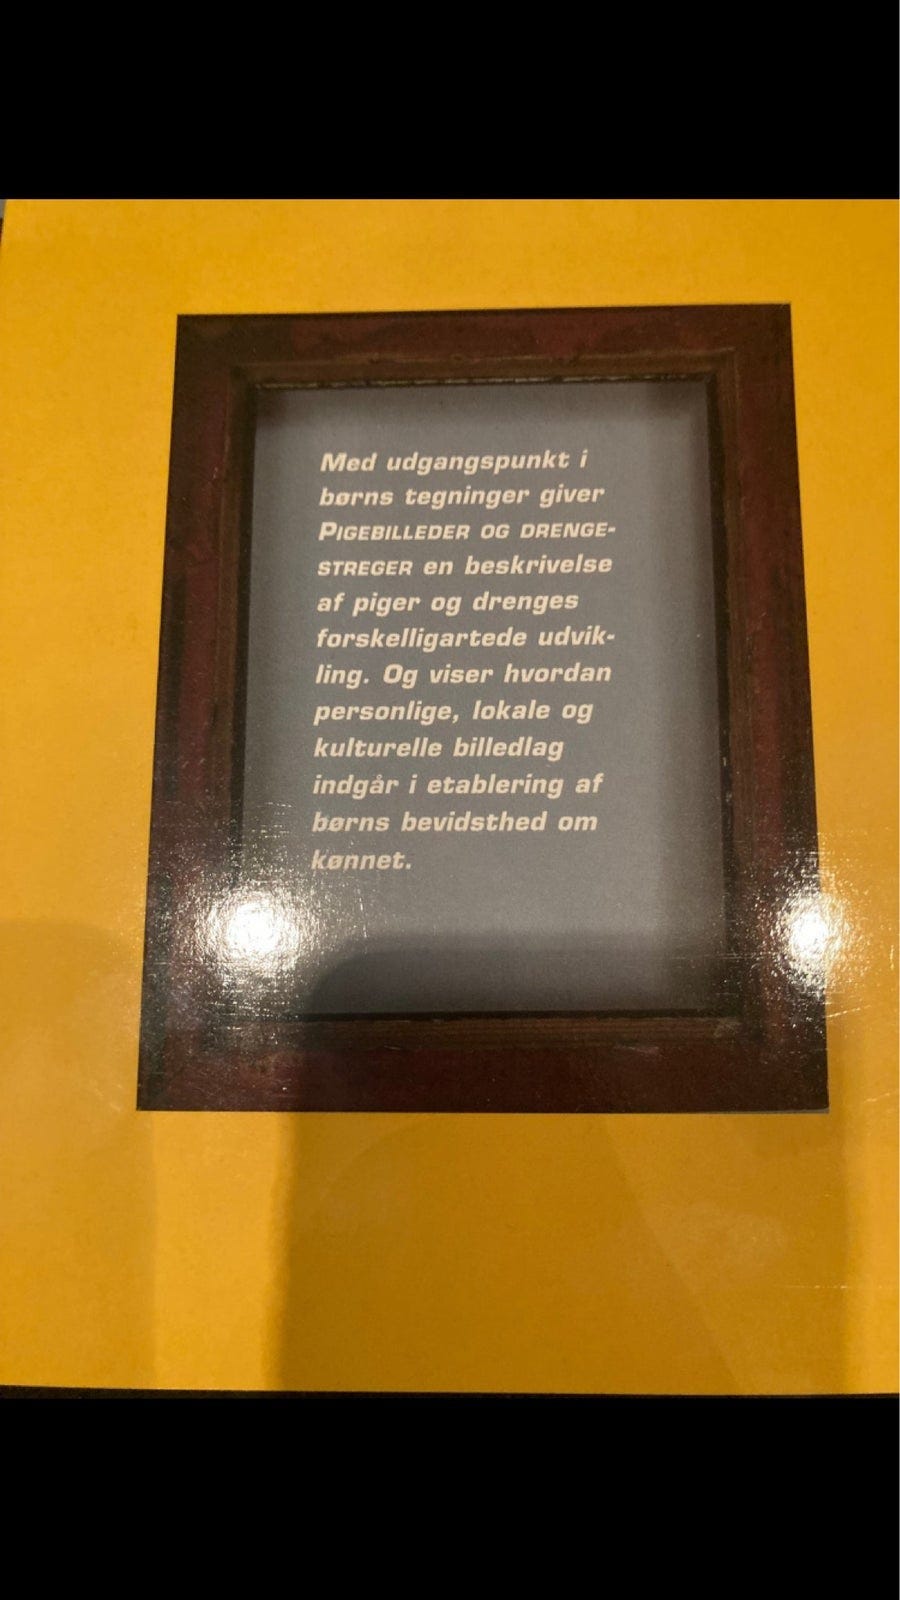 Med udgangspunkt i
børns tegninger giver
PIGEBILLEDER OG DRENGE-
STREGER en beskrivelse
af piger og drenges
forskelligartede udvik-
ling. Og viser hvordan
personlige, lokale og
kulturelle billedlag
indgår i etablering af
børns bevidsthed om
kønnet.